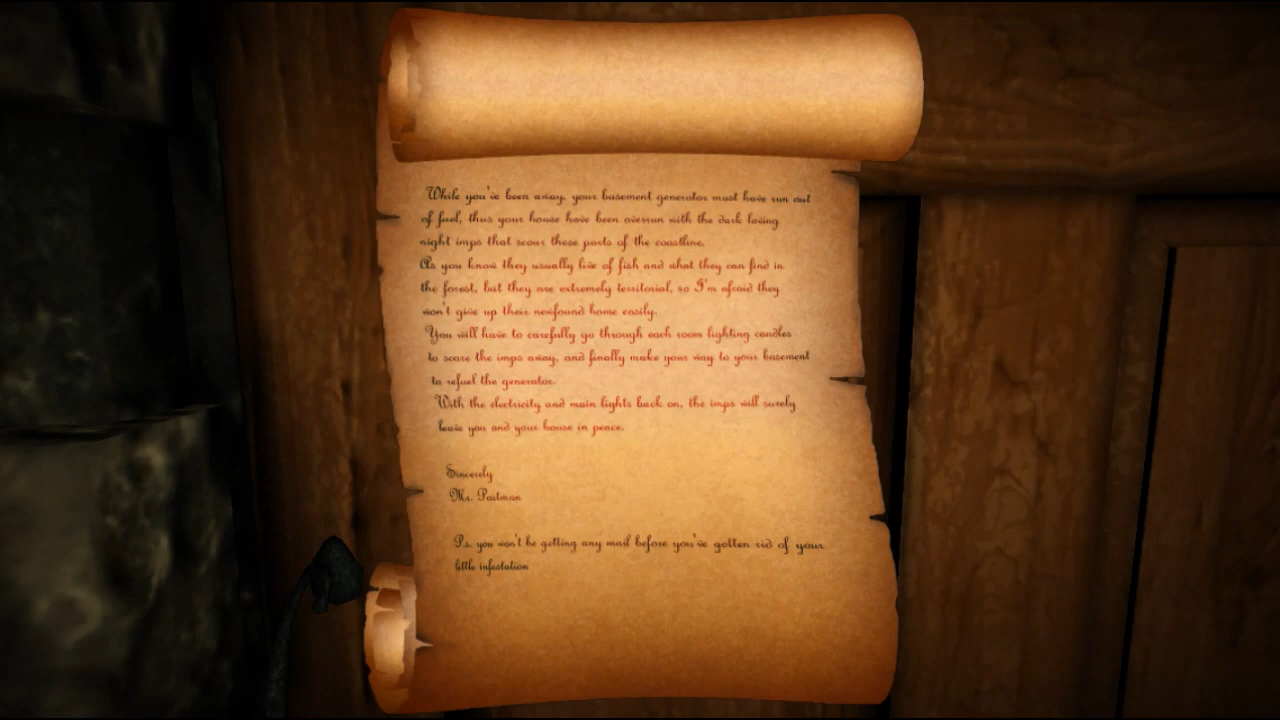 While you've been away, your basement generator must have run out
of fuel, thus your house have been overrun with the dark loving
night imps that scour these parts of the coastline.
As you know they usually live of fish and what they can find in
the forest, but they are extremely territorial, so I'm afraid they
won't give up their newfound home easily.
You will have to carefully go through each room lighting candles
to scare the imps away, and finally make your way to your basement
to refuel the generator.
With the electricity and main lights back on, the imps will surely
leave you and your house in peace.
Sincerely
Mr. Postman
P.s. you won't be getting any mail before you've gotten rid of your
little infestation